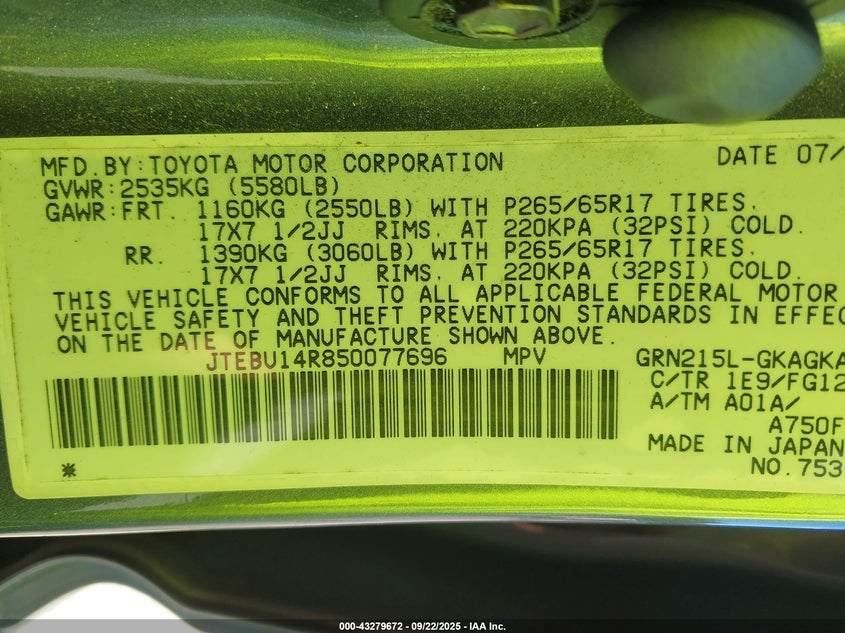 MFD.BY:TOYOTA MOTOR CORPORATION DATE 07/
GVWR:2535KG (5580LB)
GAWR:FRT. 1160KG (2550LB) WITH P265/65R17 TIRES.
17X7 1/2JJ RIMS. AT 220KPA (32PSI) COLD.
RR. 1390KG (3060LB) WITH P265/65R17 TIRES.
17X7 1/2JJ RIMS. AT 220KPA (32PSI) COLD.
THIS VEHICLE CONFORMS TO ALL APPLICABLE FEDERAL MOTOR
VEHICLE SAFETY AND THEFT PREVENTION STANDARDS IN EFFEC
ON THE DATE OF MANUFACTURE SHOWN ABOVE.
JTEBU14R850077696 MPV GRN215L-GKAGKA
C/TR 1E9/FG12
A/TM A01A/
A750F
MADE IN JAPAN
NO.753
000-43279672 - 09/22/2025 - IAA Inc.